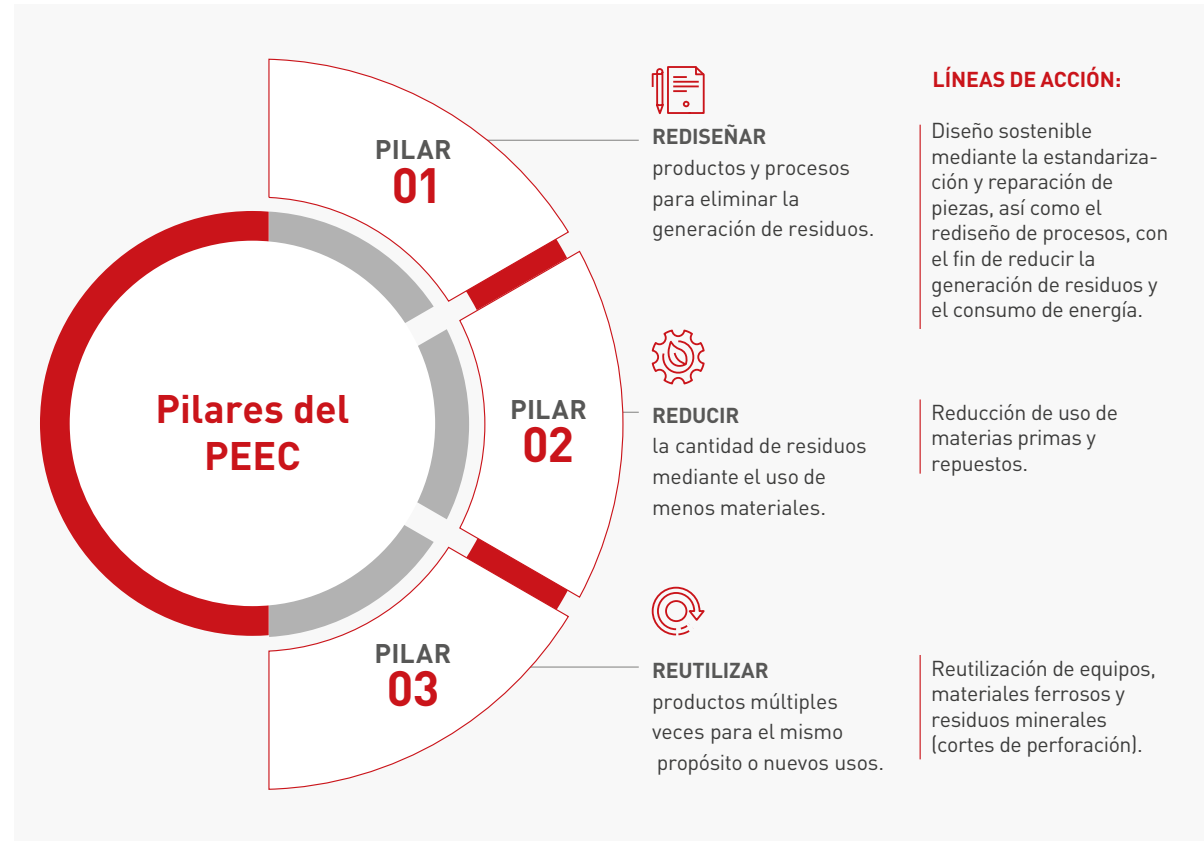 Pilares del
PEEC
PILAR
01
REDISEÑAR
productos y procesos
para eliminar la
generación de residuos.
LÍNEAS DE ACCIÓN:
Diseño sostenible
mediante la estandariza-
ción y reparación de
piezas, así como el
rediseño de procesos, con
el fin de reducir la
generación de residuos y
el consumo de energía.
PILAR
02
REDUCIR
la cantidad de residuos
mediante el uso de
menos materiales.
Reducción de uso de
materias primas y
repuestos.
PILAR
03
REUTILIZAR
productos múltiples
veces para el mismo
propósito o nuevos usos.
Reutilización de equipos,
materiales ferrosos y
residuos minerales
(cortes de perforación).